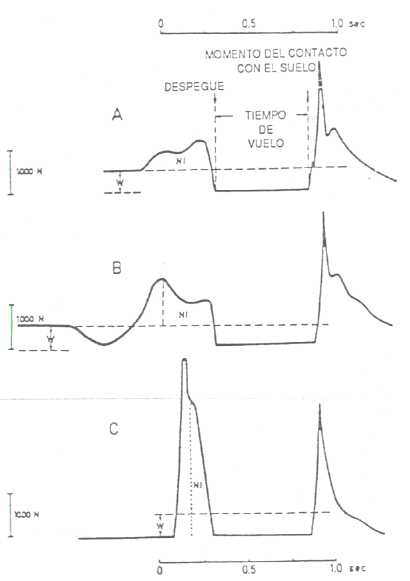 0 0.5 1.0 sec
MOMENTO DEL CONTACTO
CON EL SUELO
DESPEGUE
A
TIEMPO
DE
VUELO
NI
1000 N
W
B
NI
1000 N
W
C
NI
1000 N
W
0 0.5 1.0 sec